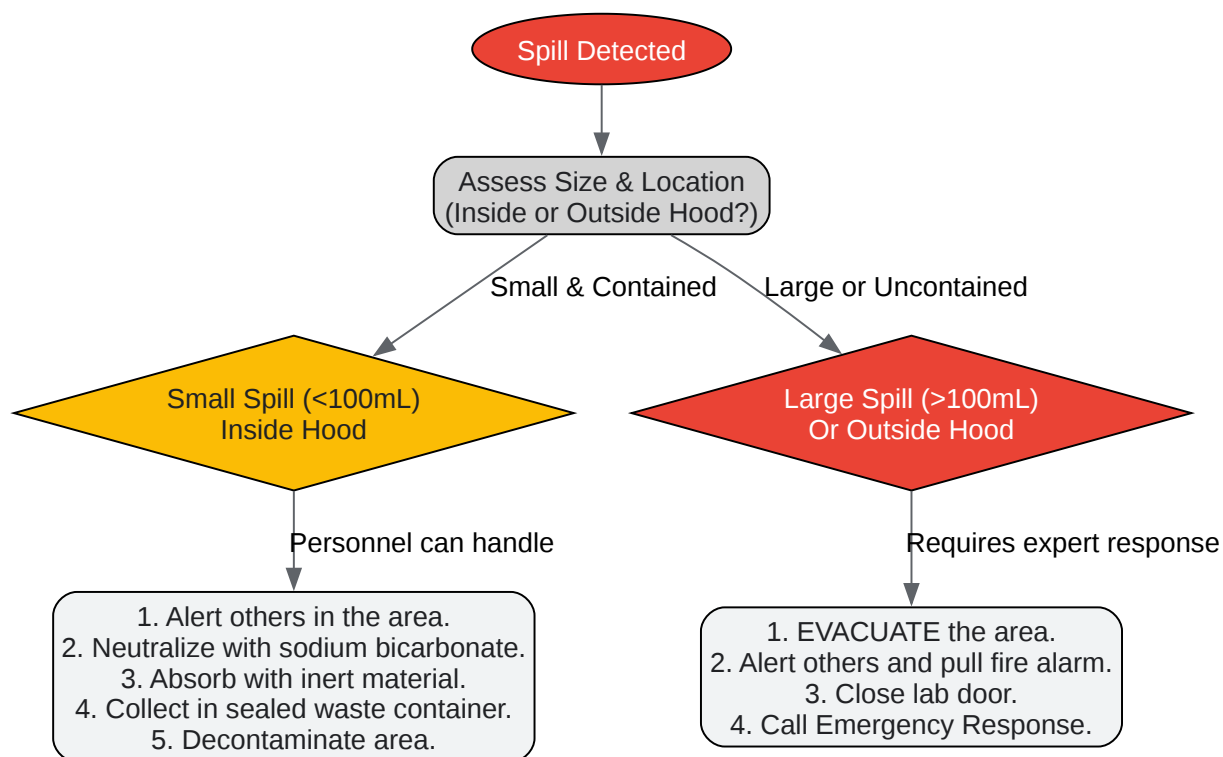 Spill Detected
Assess Size & Location
(Inside or Outside Hood?)
Small & Contained
Large or Uncontained
Small Spill (<100mL)
Inside Hood
Large Spill (>100mL)
Or Outside Hood
Personnel can handle
Requires expert response
1. Alert others in the area.
2. Neutralize with sodium bicarbonate.
3. Absorb with inert material.
4. Collect in sealed waste container.
5. Decontaminate area.
1. EVACUATE the area.
2. Alert others and pull fire alarm.
3. Close lab door.
4. Call Emergency Response.